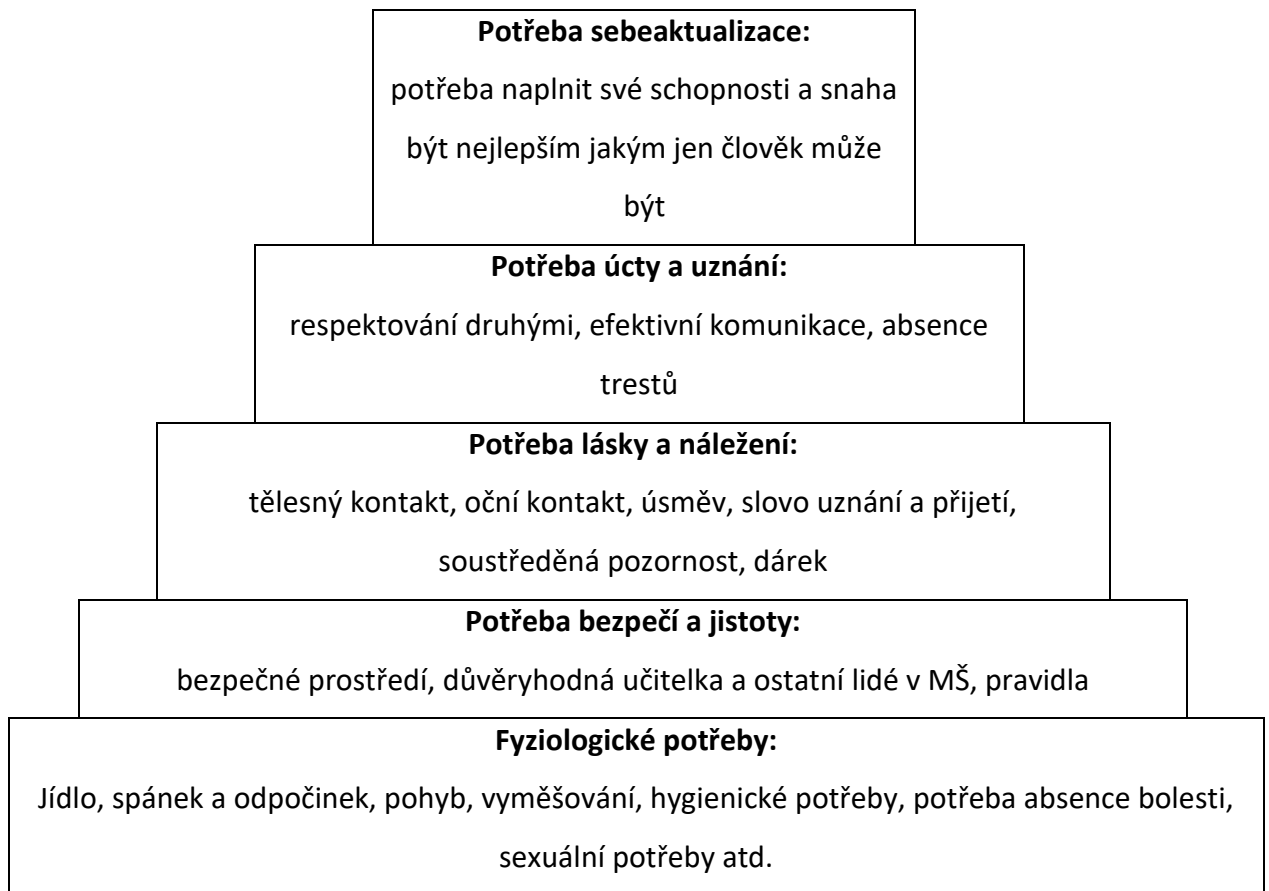 Potřeba sebeaktualizace:
potřeba naplnit své schopnosti a snaha
být nejlepším jakým jen člověk může
být
Potřeba úcty a uznání:
respektování druhými, efektivní komunikace, absence
trestů
Potřeba lásky a náležení:
tělesný kontakt, oční kontakt, úsměv, slovo uznání a přijetí,
soustředěná pozornost, dárek
Potřeba bezpečí a jistoty:
bezpečné prostředí, důvěryhodná učitelka a ostatní lidé v MŠ, pravidla
Fyziologické potřeby:
Jídlo, spánek a odpočinek, pohyb, vyměšování, hygienické potřeby, potřeba absence bolesti,
sexuální potřeby atd.